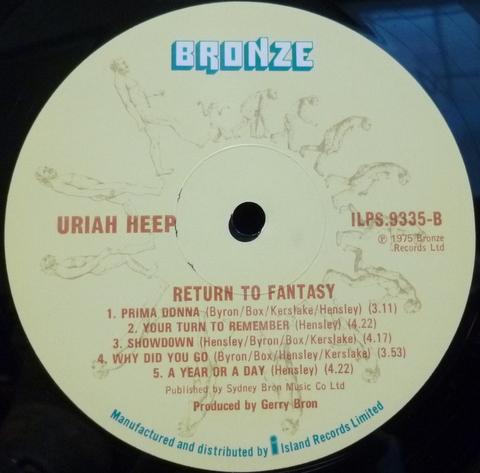 BRONZE
URIAH HEEP
ILPS.9335-B
℗ 1975 Bronze
Records Ltd
RETURN TO FANTASY
1. PRIMA DONNA (Byron/Box/Kerslake/Hensley) (3.11)
2. YOUR TURN TO REMEMBER (Hensley) (4.22)
3. SHOWDOWN (Byron/Box/Kerslake/Hensley) (4.17)
4. WHY DID YOU GO (Byron/Box/Hensley/Kerslake) (3.53)
5. A YEAR OR A DAY (Hensley) (4.22)
Published by Sydney Bron Music Co Ltd
Produced by Gerry Bron
Manufactured and distributed by i Island Records Limited